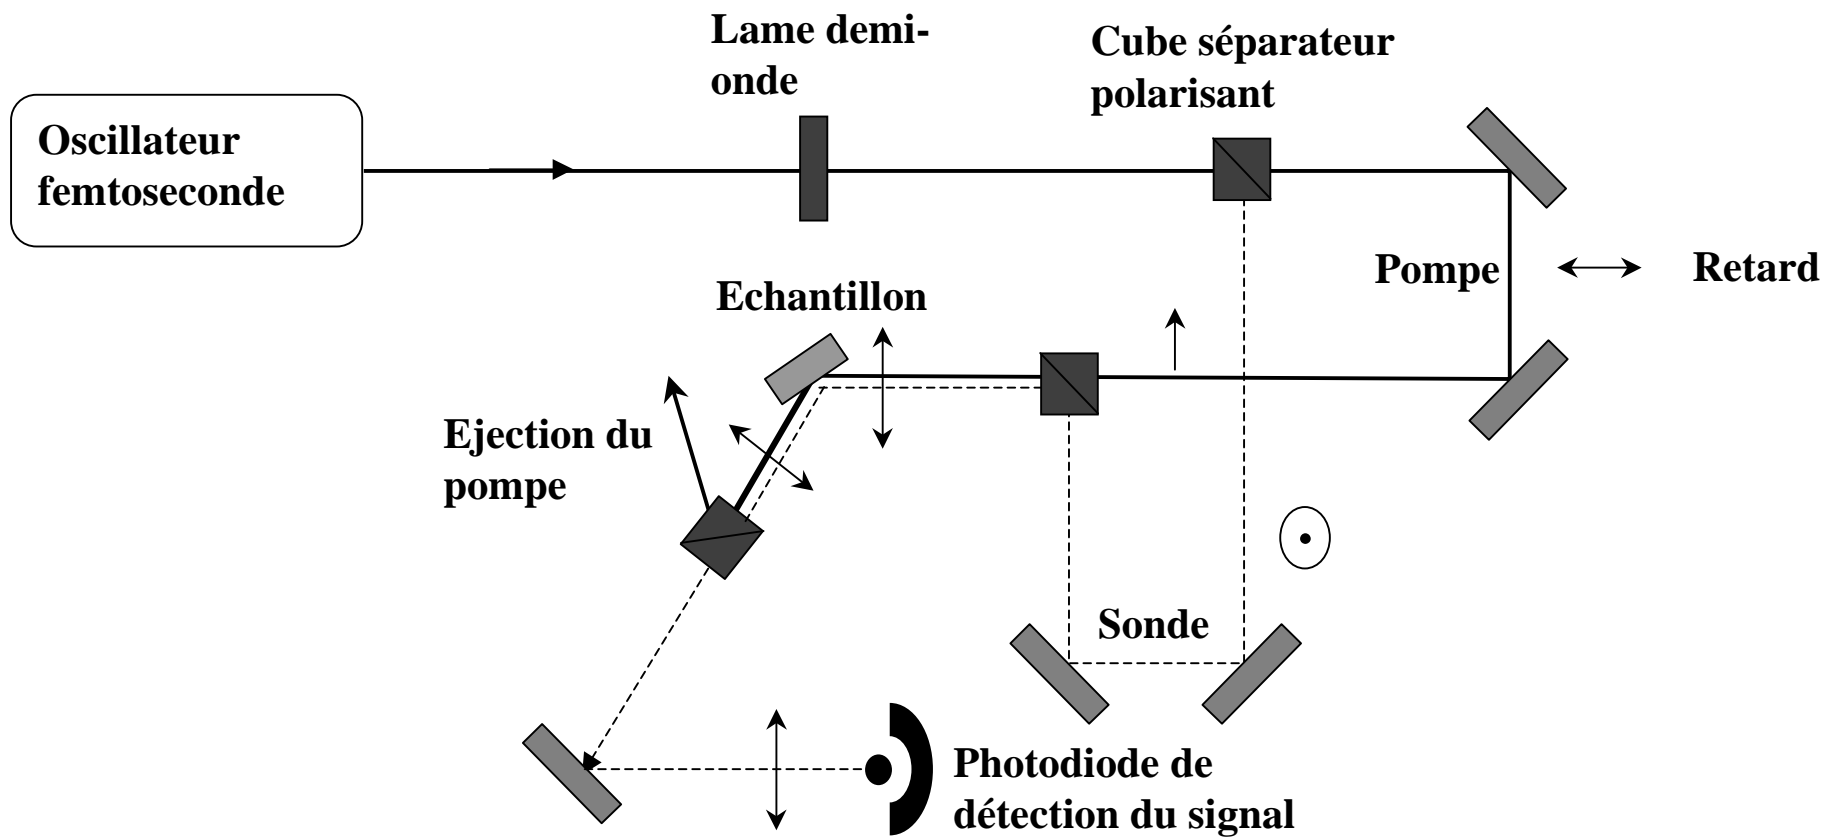 Lame demi-
onde
Cube séparateur
polarisant
Oscillateur
femtoseconde
Pompe
Retard
Echantillon
Ejection du
pompe
Sonde
Photodiode de
détection du signal